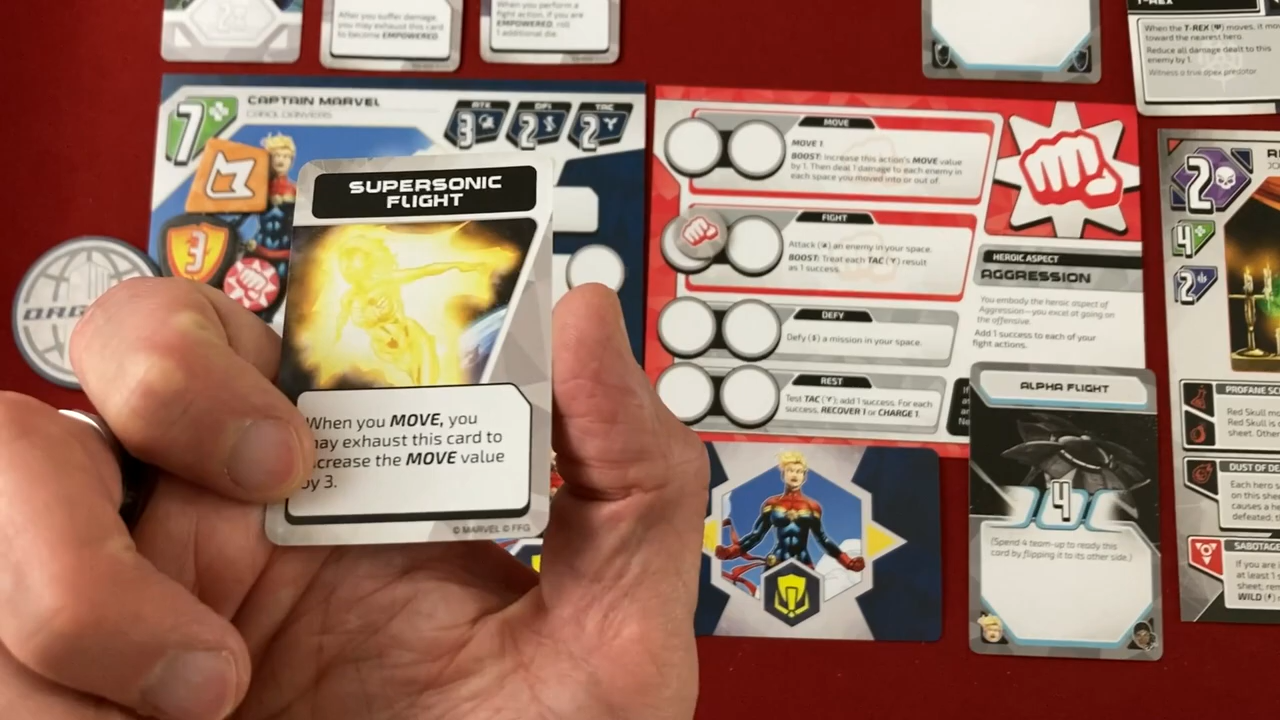 After you suffer damage,
you may exhaust this card
to become EMPOWERED.
When you perform a
fight action, if you are
EMPOWERED, roll
1 additional die.
T-REX
When the T-REX moves, it
toward the nearest hero.
Reduce all damage dealt to this
enemy by 1.
Witness a true apex predator.
7
CAPTAIN MARVEL
CAROL DANVERS
ATK
3
DFY
2
TAC
2
3
SUPERSONIC
FLIGHT
When you MOVE, you
may exhaust this card to
increase the MOVE value
by 3.
© MARVEL © FFG
MOVE
MOVE 1
BOOST: Increase this action's MOVE value
by 1. Then deal 1 damage to each enemy in
each space you moved into or out of.
FIGHT
Attack () an enemy in your space.
BOOST: Treat each TAC () result
as 1 success.
DEFY
Defy () a mission in your space.
REST
Test TAC (); add 1 success. For each
success, RECOVER 1 or CHARGE 1.
HEROIC ASPECT
AGGRESSION
You embody the heroic aspect of
Aggression—you excel at going on
the offensive.
Add 1 success to each of your
fight actions.
ALPHA FLIGHT
4
(Spend 4 team-up to ready this
card by flipping it to its other side.)
2
4
2
PROFANE
Red Skull
Red Skull is
sheet. Other
DUST OF
Each hero
on this
causes a
defeated;
SABOTAGE
If you are
at least 1
sheet;
WILD